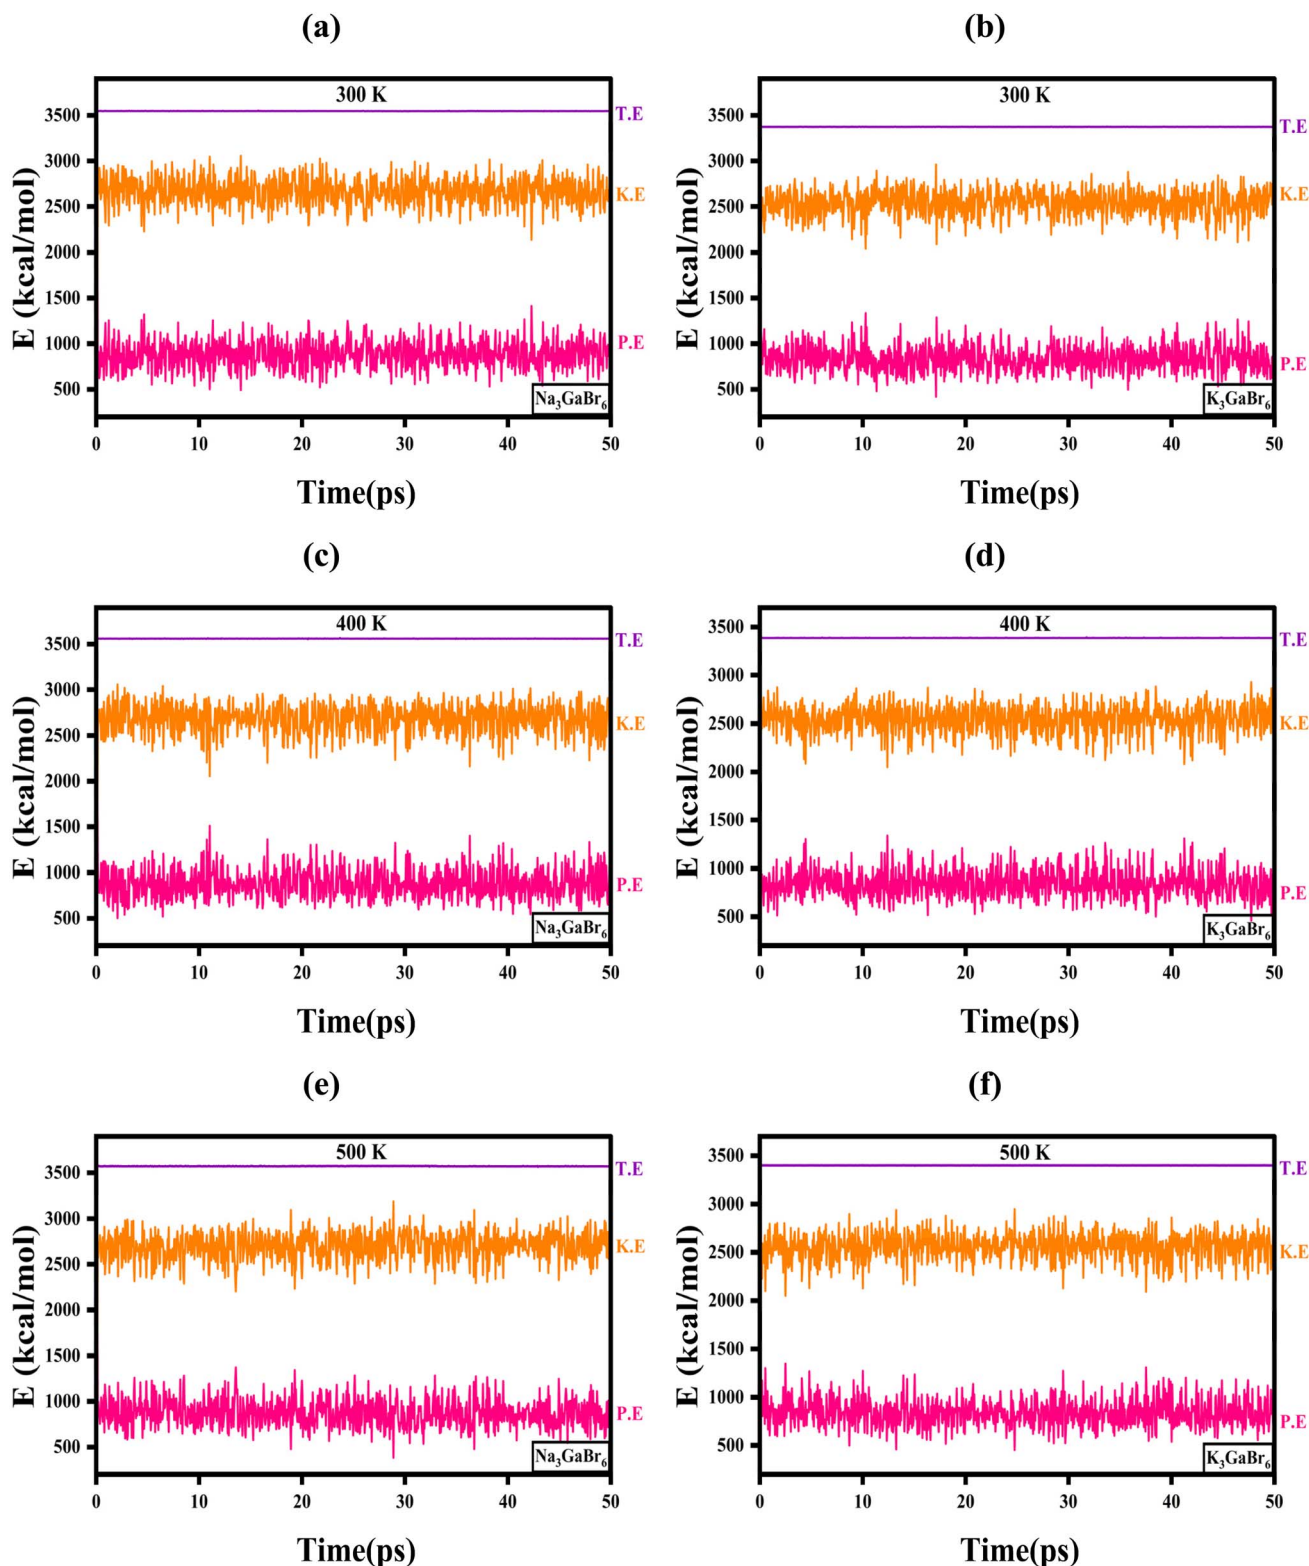 (a)
300 K
3500
3000
2500
2000
1500
1000
500
0 10 20 30 40 50
E (kcal/mol)
Time(ps)
T.E
K.E
P.E
Na₃GaBr₆
(b)
300 K
3500
3000
2500
2000
1500
1000
500
0 10 20 30 40 50
E (kcal/mol)
Time(ps)
T.E
K.E
P.E
K₃GaBr₆
(c)
400 K
3500
3000
2500
2000
1500
1000
500
0 10 20 30 40 50
E (kcal/mol)
Time(ps)
T.E
K.E
P.E
Na₃GaBr₆
(d)
400 K
3500
3000
2500
2000
1500
1000
500
0 10 20 30 40 50
E (kcal/mol)
Time(ps)
T.E
K.E
P.E
K₃GaBr₆
(e)
500 K
3500
3000
2500
2000
1500
1000
500
0 10 20 30 40 50
E (kcal/mol)
Time(ps)
T.E
K.E
P.E
Na₃GaBr₆
(f)
500 K
3500
3000
2500
2000
1500
1000
500
0 10 20 30 40 50
E (kcal/mol)
Time(ps)
T.E
K.E
P.E
K₃GaBr₆